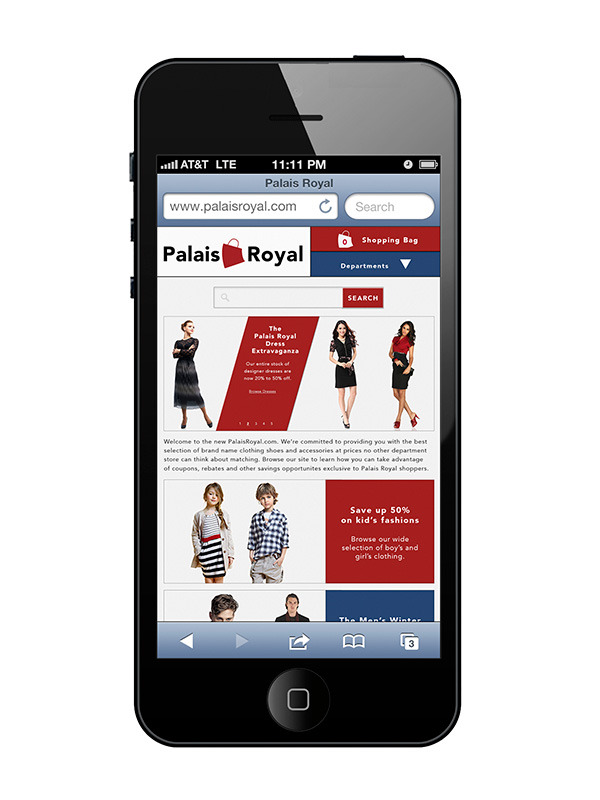 AT&T LTE 11:11 PM
Palais Royal
www.palaisroyal.com Search
Palais Royal
0 Shopping Bag
Departments
SEARCH
The
Palais Royal
Dress
Extravaganza
Our entire stock of
designer dresses are
now 20% to 50% off.
Browse Dresses
1 2 3 4 5
Welcome to the new PalaisRoyal.com. We're committed to providing you with the best
selection of brand name clothing shoes and accessories at prices no other department
store can think about matching. Browse our site to learn how you can take advantage
of coupons, rebates and other savings opportunites exclusive to Palais Royal shoppers.
Save up 50%
on kid's fashions
Browse our wide
selection of boy's and
girl's clothing.
The Men's Winter
3